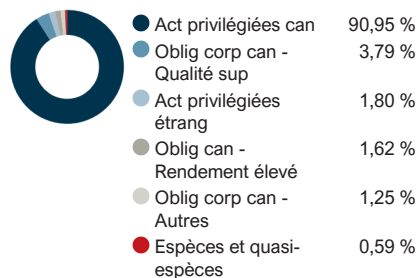 Act privilégiées can 90,95 %
Oblig corp can - 3,79 %
Qualité sup
Act privilégiées 1,80 %
étrang
Oblig can - 1,62 %
Rendement élevé
Oblig corp can - 1,25 %
Autres
Espèces et quasi- 0,59 %
espèces